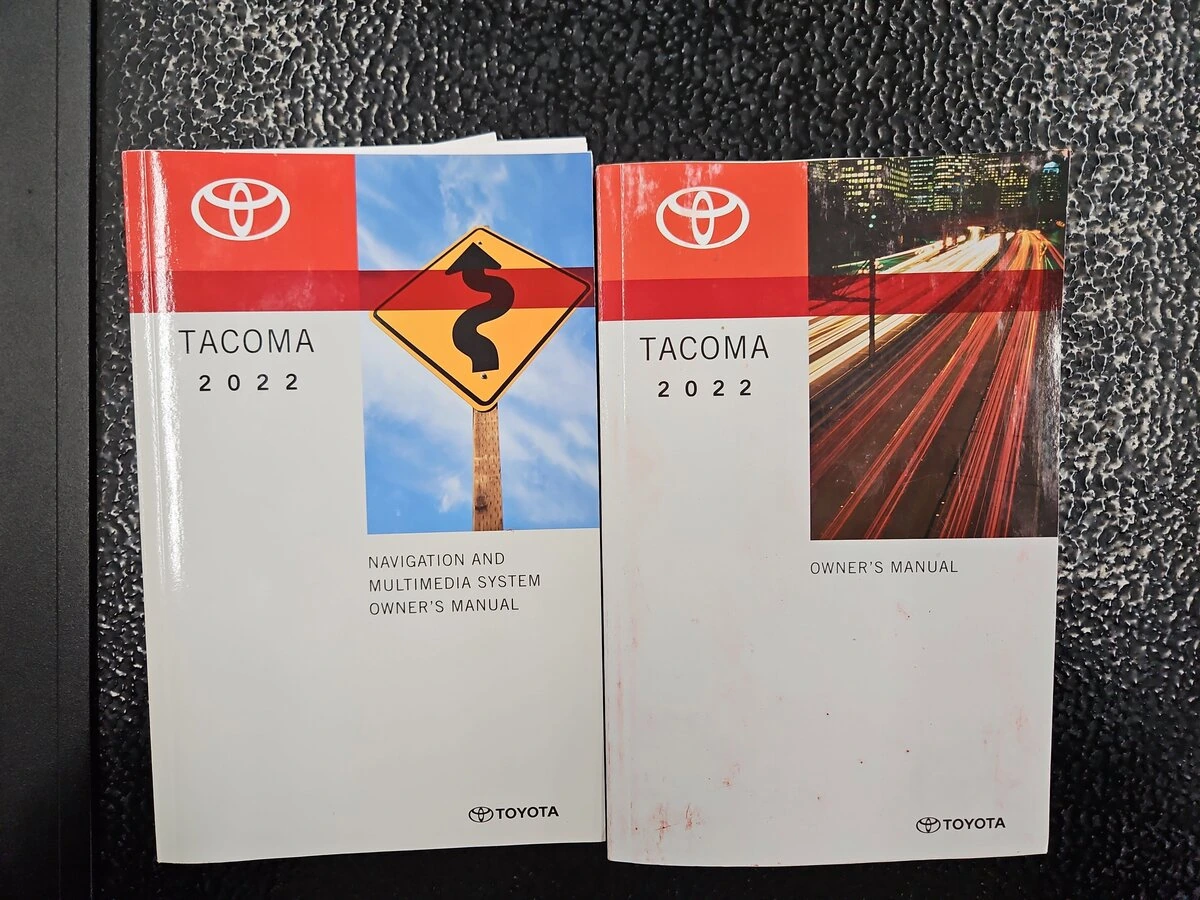 TACOMA
2022
NAVIGATION AND
MULTIMEDIA SYSTEM
OWNER'S MANUAL
TOYOTA
TACOMA
2022
OWNER'S MANUAL
TOYOTA